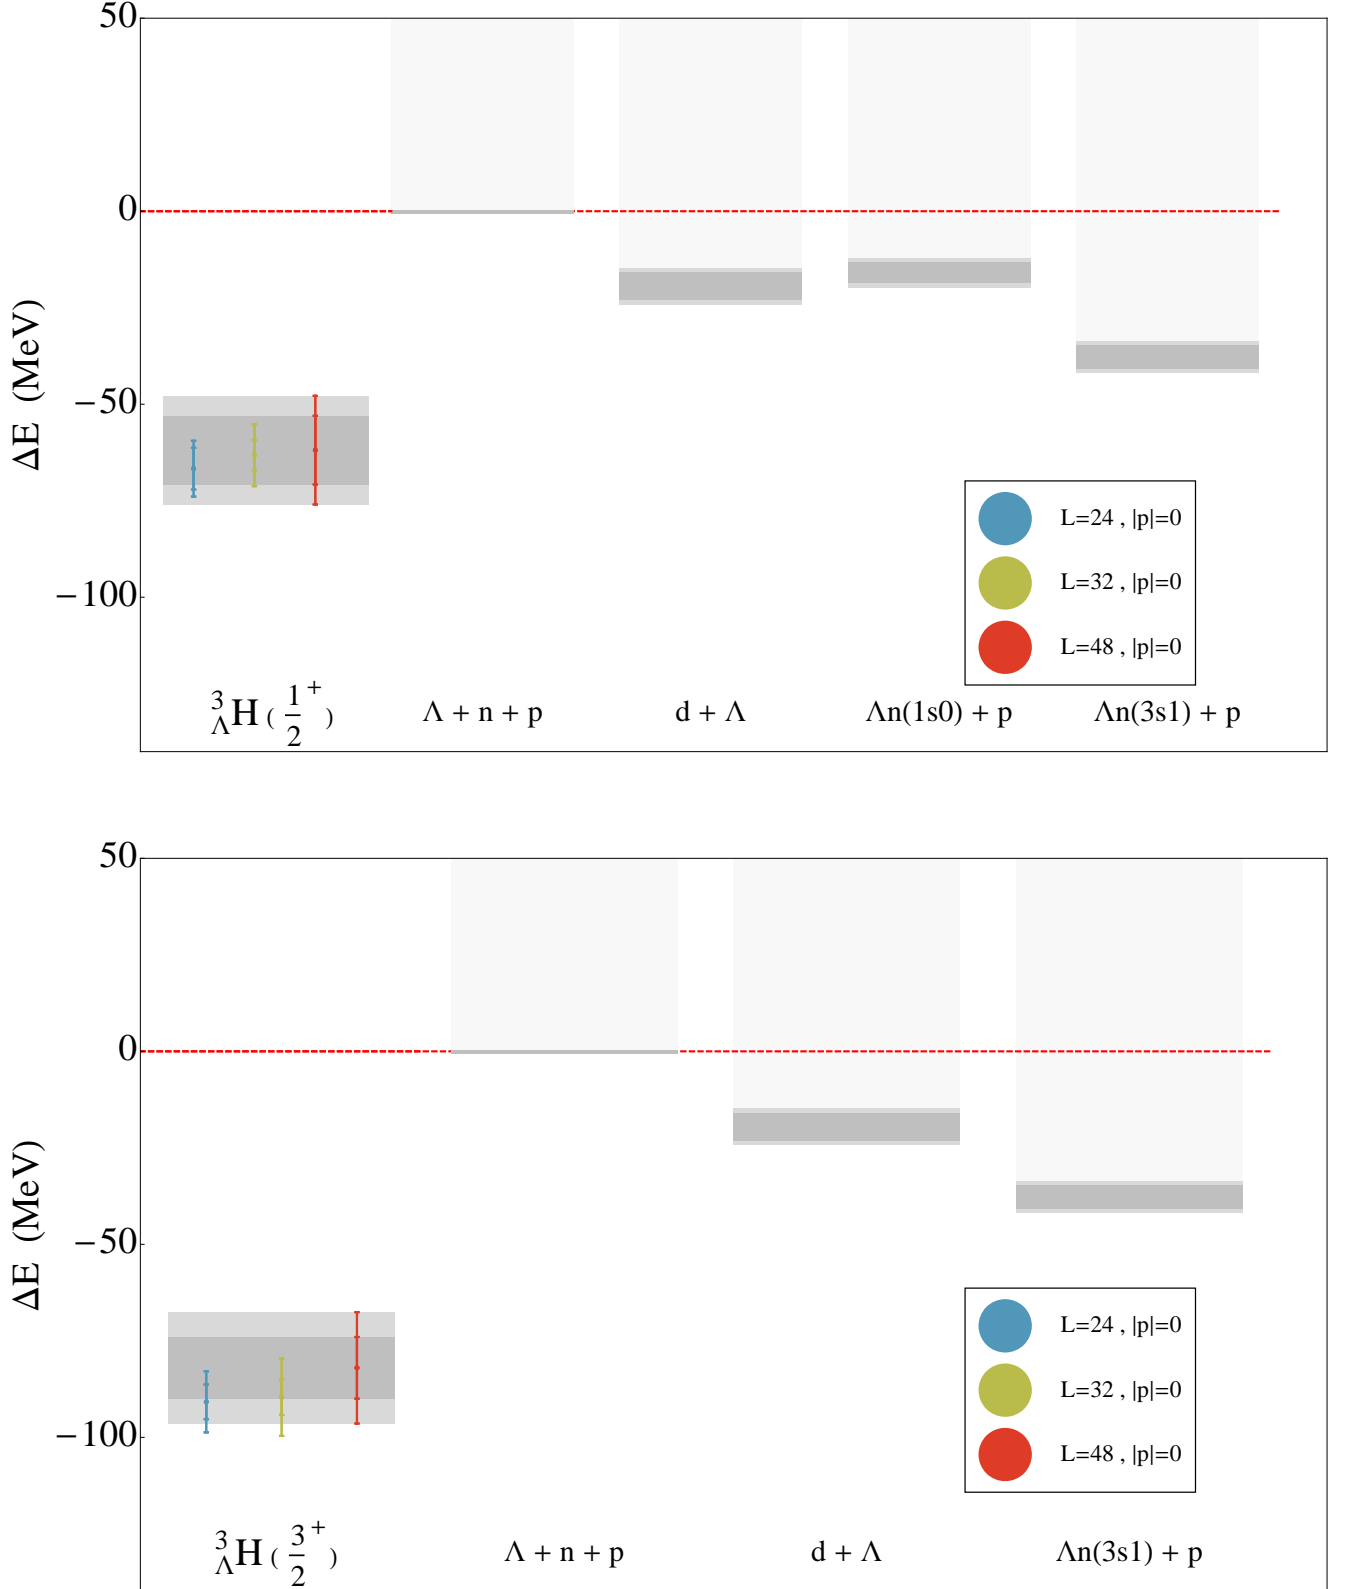 50
0
−50
−100
ΔE (MeV)
³ΛH ( 1/2 ⁺ )
Λ + n + p
d + Λ
Λn(1s0) + p
Λn(3s1) + p
L=24 , |p|=0
L=32 , |p|=0
L=48 , |p|=0
50
0
−50
−100
ΔE (MeV)
³ΛH ( 3/2 ⁺ )
Λ + n + p
d + Λ
Λn(3s1) + p
L=24 , |p|=0
L=32 , |p|=0
L=48 , |p|=0